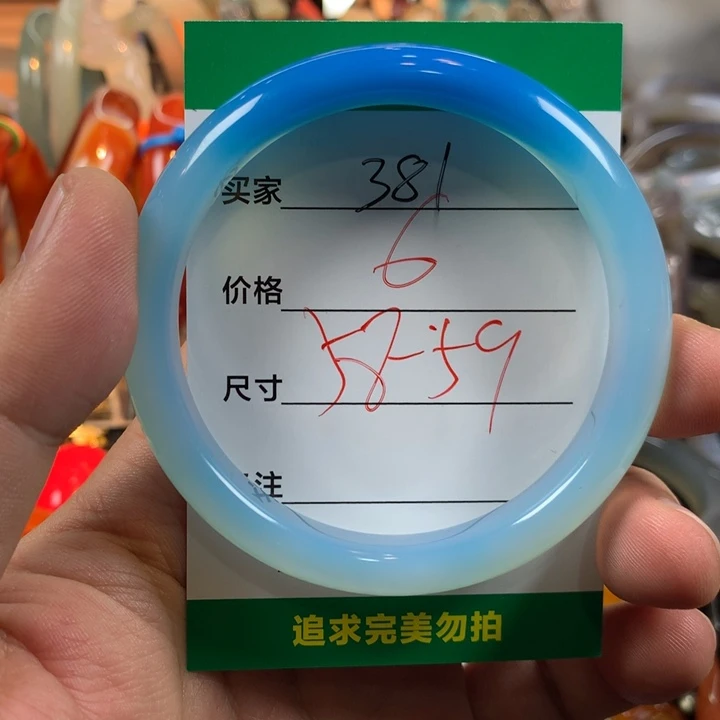 买家 381
价格 6
尺寸 58-59
注
追求完美勿拍